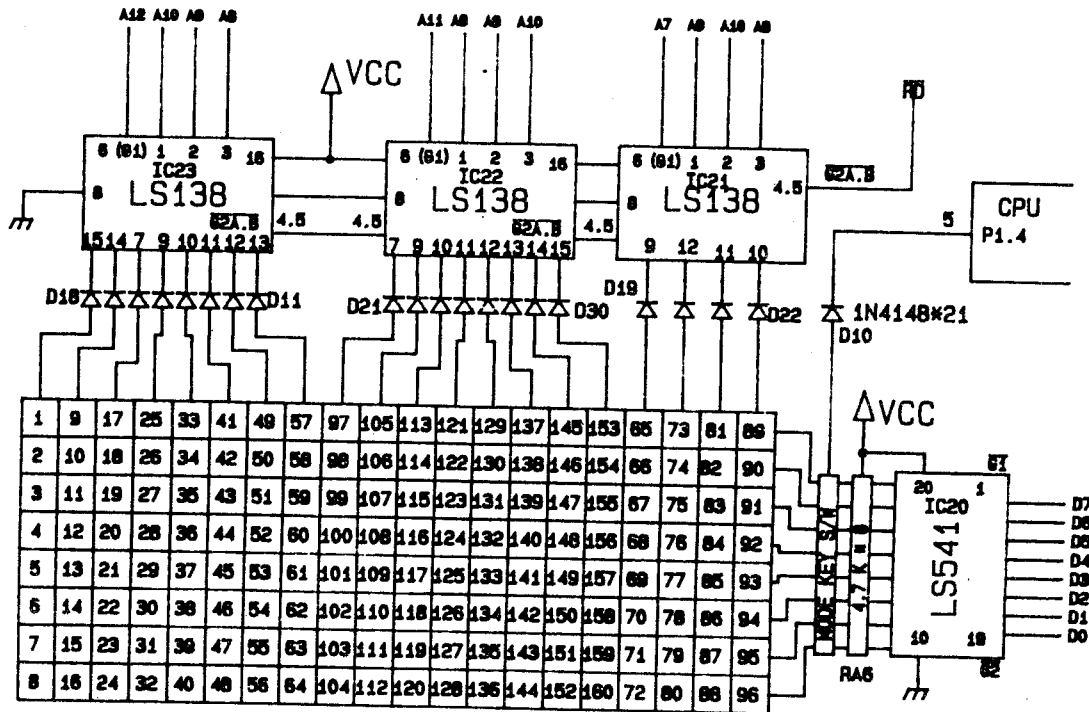 A12 A10 A9 A8 A11 A8 A9 A10 A7 A9 A10 A8
VCC RD
6 (G1) 1 2 3 16 6 (G1) 1 2 3 16 6 (G1) 1 2 3 G2A.B
IC23 IC22 IC21
8 LS138 8 LS138 8 LS138 4.5
G2A.B 4.5 4.5 G2A.B 4.5
15 14 7 9 10 11 12 13 7 9 10 11 12 13 14 15 9 12 11 10
5 CPU
P1.4
D18 D11 D21 D30 D19 D22 1N4148*21
D10
VCC
1 9 17 25 33 41 49 57 97 105 113 121 129 137 145 153 65 73 81 89
2 10 18 26 34 42 50 58 98 106 114 122 130 138 146 154 66 74 82 90
3 11 19 27 35 43 51 59 99 107 115 123 131 139 147 155 67 75 83 91
4 12 20 28 36 44 52 60 100 108 116 124 132 140 148 156 68 76 84 92
5 13 21 29 37 45 53 61 101 109 117 125 133 141 149 157 69 77 85 93
6 14 22 30 38 46 54 62 102 110 118 126 134 142 150 158 70 78 86 94
7 15 23 31 39 47 55 63 103 111 119 127 135 143 151 159 71 79 87 95
8 16 24 32 40 48 56 64 104 112 120 128 136 144 152 160 72 80 88 96
MODE KEY S/W
4.7 K * 8
RA6
G1
20 1
IC20
LS541
10 19
G2
D7
D6
D5
D4
D3
D2
D1
D0